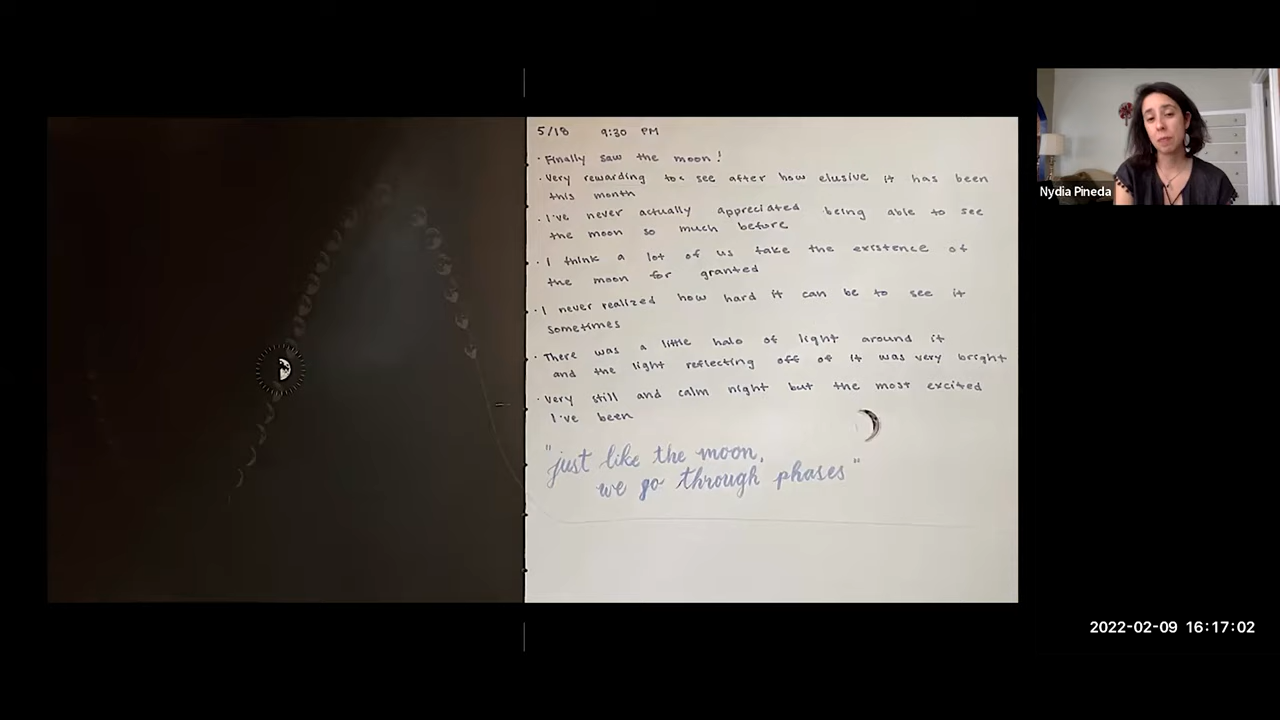 5/18 9:30 PM
· Finally saw the moon!
· Very rewarding to see after how elusive it has been
this month
· I've never actually appreciated being able to see
the moon so much before
· I think a lot of us take the existence of
the moon for granted
· I never realized how hard it can be to see it
sometimes
· There was a little halo of light around it
and the light reflecting off of it was very bright
· Very still and calm night but the most excited
I've been
"just like the moon,
we go through phases"
Nydia Pineda
2022-02-09 16:17:02